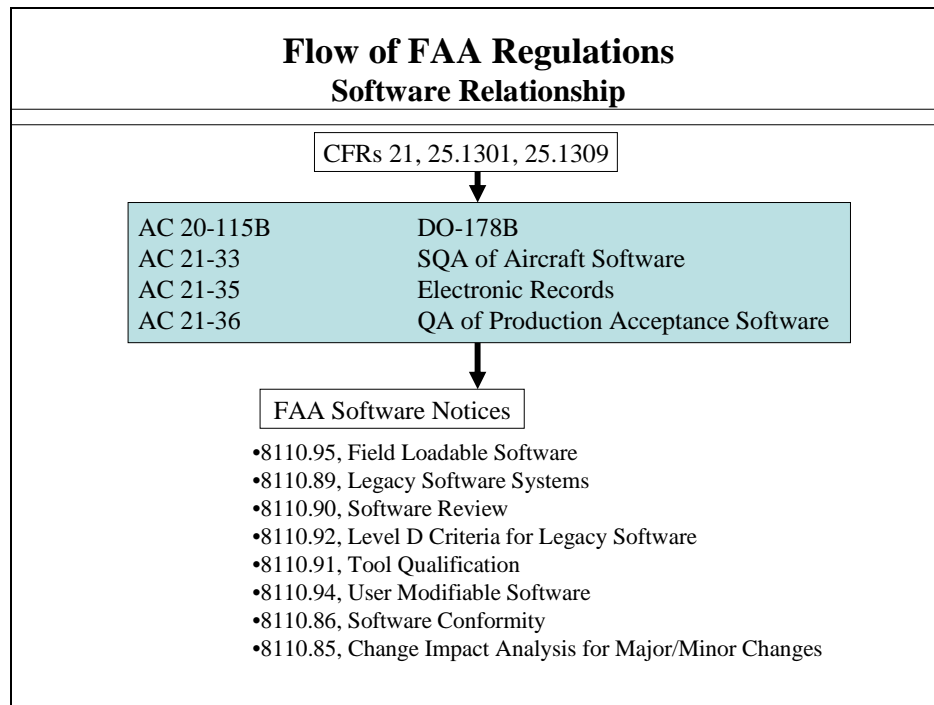 Flow of FAA Regulations
Software Relationship
CFRs 21, 25.1301, 25.1309
AC 20-115B DO-178B
AC 21-33 SQA of Aircraft Software
AC 21-35 Electronic Records
AC 21-36 QA of Production Acceptance Software
FAA Software Notices
•8110.95, Field Loadable Software
•8110.89, Legacy Software Systems
•8110.90, Software Review
•8110.92, Level D Criteria for Legacy Software
•8110.91, Tool Qualification
•8110.94, User Modifiable Software
•8110.86, Software Conformity
•8110.85, Change Impact Analysis for Major/Minor Changes